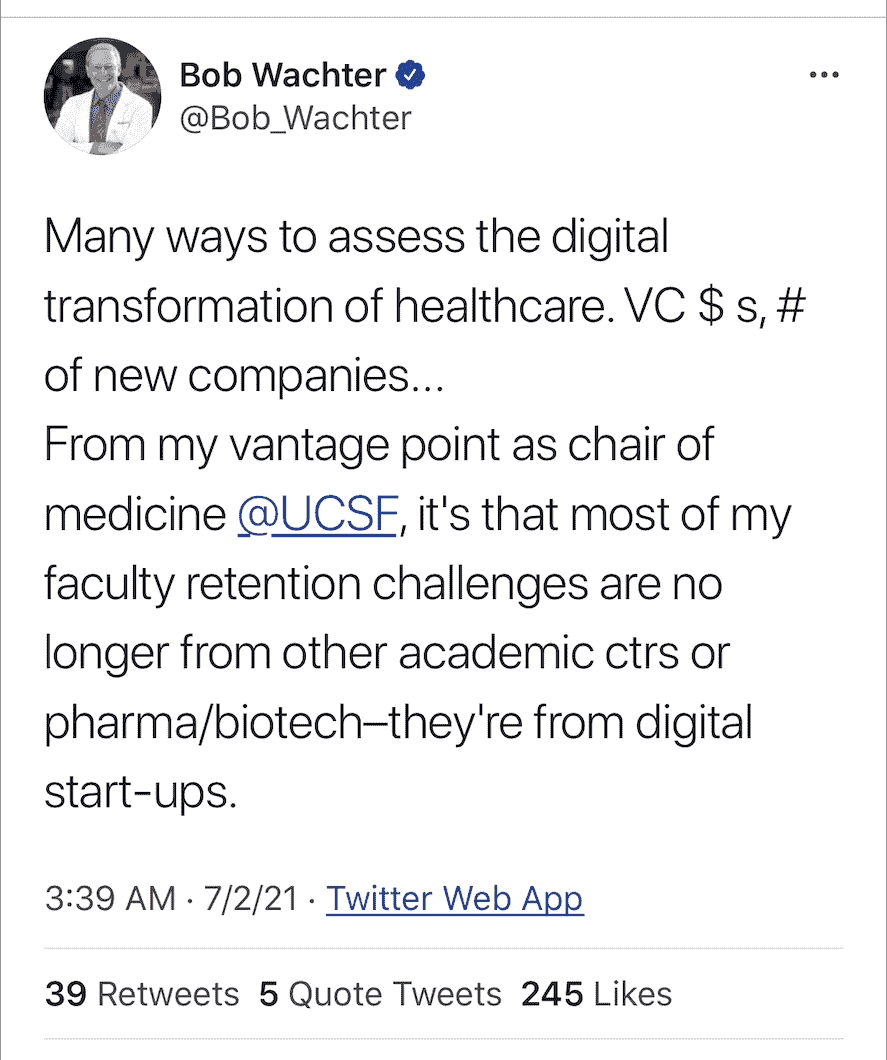 Bob Wachter
@Bob_Wachter
Many ways to assess the digital
transformation of healthcare. VC $ s, #
of new companies...
From my vantage point as chair of
medicine @UCSF, it's that most of my
faculty retention challenges are no
longer from other academic ctrs or
pharma/biotech–they're from digital
start-ups.
3:39 AM · 7/2/21 · Twitter Web App
39 Retweets 5 Quote Tweets 245 Likes